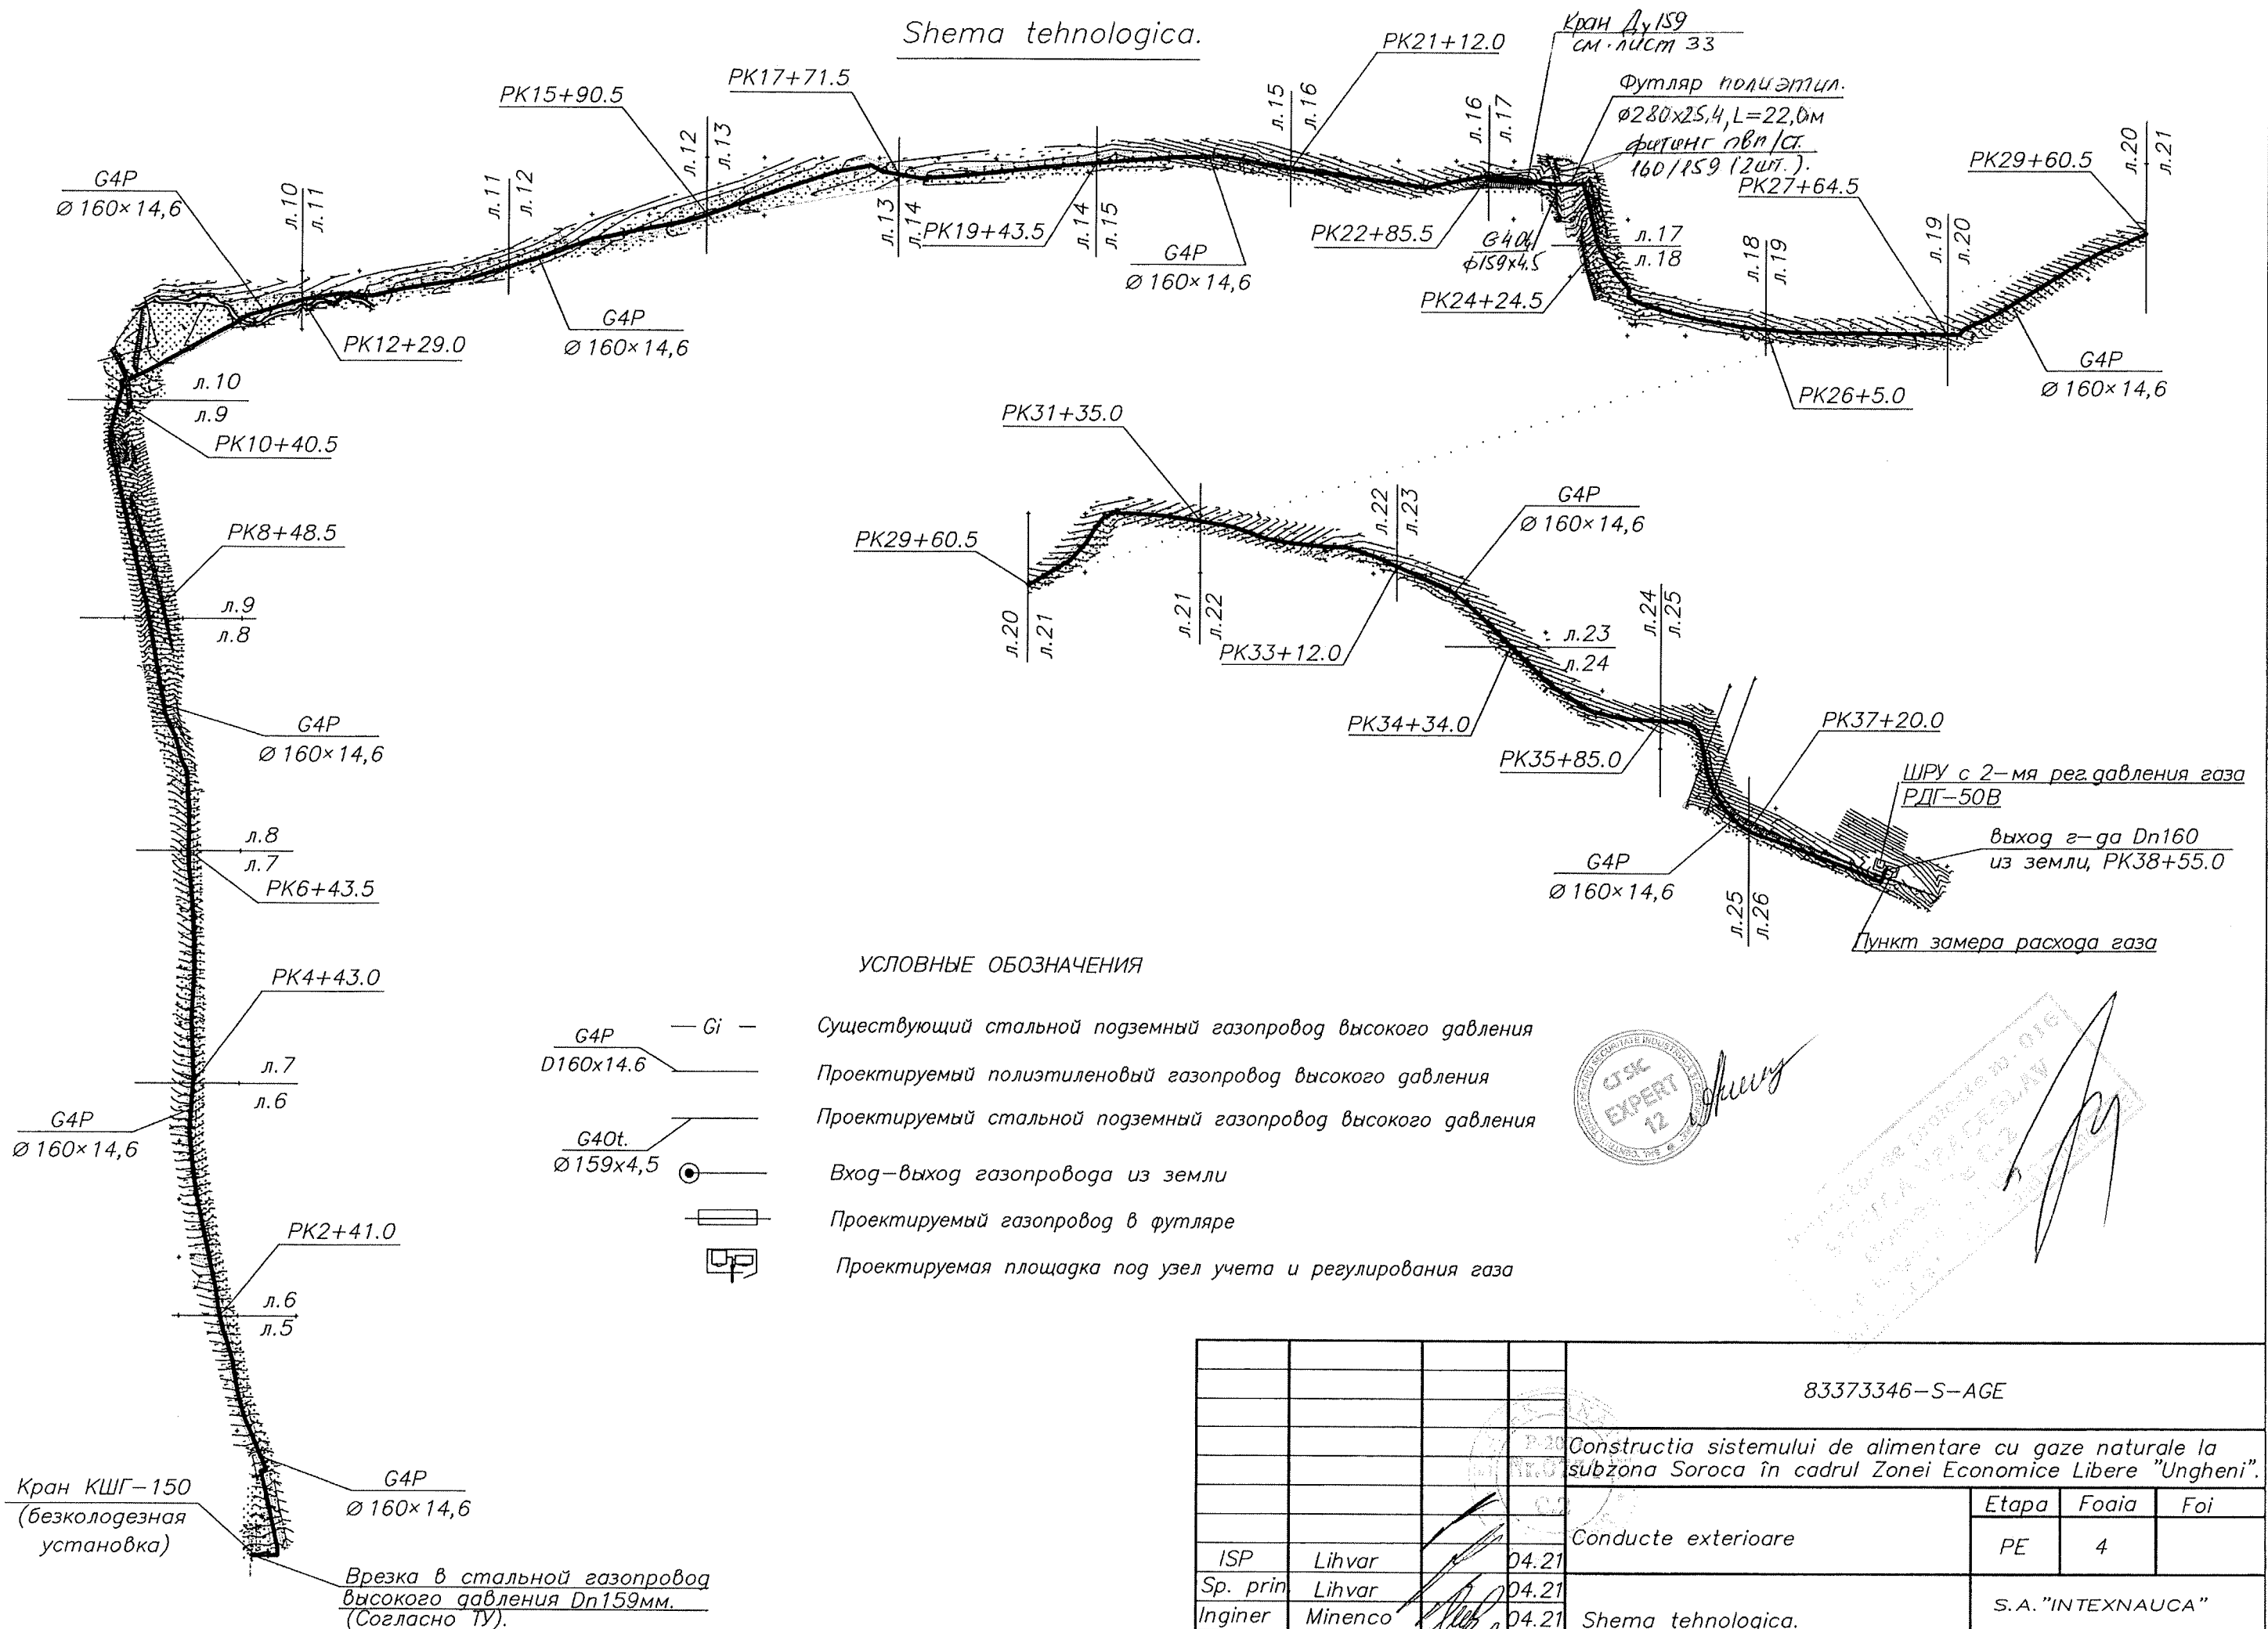 Shema tehnologica.
Кран Ду159
см. лист 33
PK21+12.0
PK17+71.5
PK15+90.5
Футляр полиэтил.
ф280х25,4, L=22,0м
фитинг пвп/ст.
160/159 (2шт.).
л.15
л.16
л.16
л.17
л.12
л.13
л.20
л.21
PK29+60.5
PK27+64.5
G4P
Ø 160×14,6
л.10
л.11
л.11
л.12
л.13
л.14
PK19+43.5
л.14
л.15
G4P
Ø 160×14,6
PK22+85.5
ф159х4.5
л.17
л.18
л.18
л.19
л.19
л.20
PK24+24.5
G4P
Ø 160×14,6
PK12+29.0
G4P
Ø 160×14,6
PK26+5.0
л.10
л.9
PK10+40.5
PK31+35.0
PK8+48.5
PK29+60.5
л.22
л.23
G4P
Ø 160×14,6
л.9
л.8
л.20
л.21
л.21
л.22
PK33+12.0
л.23
л.24
л.24
л.25
G4P
Ø 160×14,6
PK34+34.0
PK35+85.0
PK37+20.0
ШРУ с 2-мя рег.давления газа
РДГ-50В
выход г-да Dn160
из земли, PK38+55.0
G4P
Ø 160×14,6
л.25
л.26
Пункт замера расхода газа
л.8
л.7
PK6+43.5
PK4+43.0
л.7
л.6
G4P
Ø 160×14,6
PK2+41.0
л.6
л.5
G4P
Ø 160×14,6
Кран КШГ-150
(безколодезная
установка)
Врезка в стальной газопровод
высокого давления Dn159мм.
(Согласно ТУ).
УСЛОВНЫЕ ОБОЗНАЧЕНИЯ
— Gi — Существующий стальной подземный газопровод высокого давления
G4P
D160x14.6
Проектируемый полиэтиленовый газопровод высокого давления
Проектируемый стальной подземный газопровод высокого давления
G4Ot.
Ø 159x4,5
Вход-выход газопровода из земли
Проектируемый газопровод в футляре
Проектируемая площадка под узел учета и регулирования газа
CTSIC
EXPERT
12
83373346-S-AGE
Constructia sistemului de alimentare cu gaze naturale la
subzona Soroca în cadrul Zonei Economice Libere "Ungheni".
Conducte exterioare
Etapa Foaia Foi
PE 4
ISP Lihvar 04.21
Sp. prin Lihvar 04.21
Inginer Minenco 04.21
Shema tehnologica.
S.A."INTEXNAUCA"